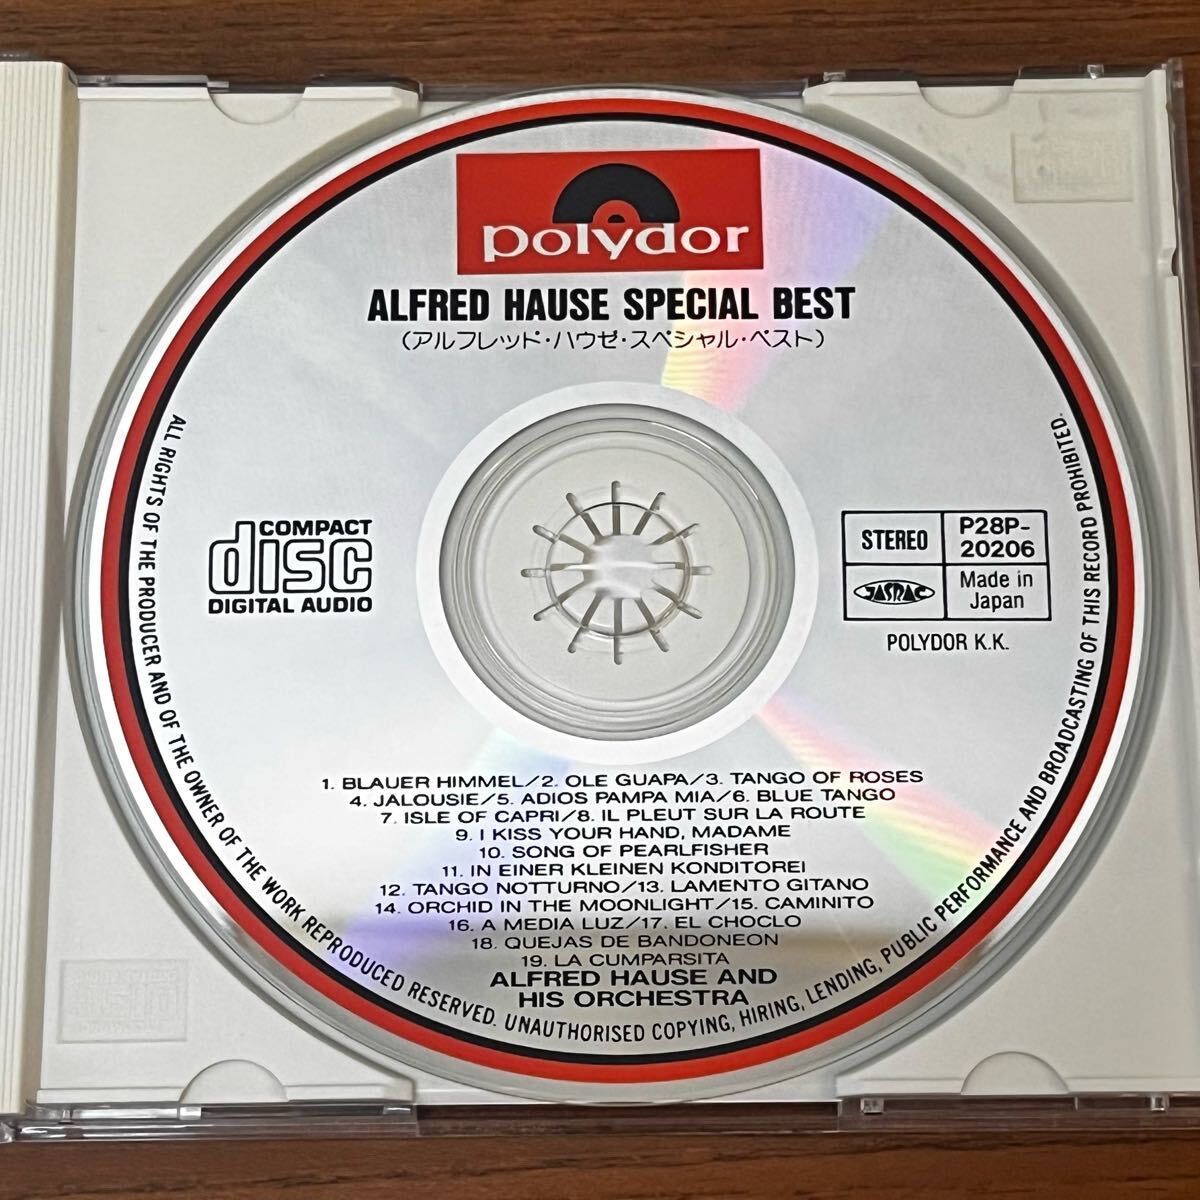 polydor
ALFRED HAUSE SPECIAL BEST
(アルフレッド・ハウゼ・スペシャル・ベスト)
COMPACT
disc
DIGITAL AUDIO
STEREO
P28P-
20206
JASRAC
Made in
Japan
POLYDOR K.K.
1. BLAUER HIMMEL/2. OLE GUAPA/3. TANGO OF ROSES
4. JALOUSIE/5. ADIOS PAMPA MIA/6. BLUE TANGO
7. ISLE OF CAPRI/8. IL PLEUT SUR LA ROUTE
9. I KISS YOUR HAND, MADAME
10. SONG OF PEARLFISHER
11. IN EINER KLEINEN KONDITOREI
12. TANGO NOTTURNO/13. LAMENTO GITANO
14. ORCHID IN THE MOONLIGHT/15. CAMINITO
16. A MEDIA LUZ/17. EL CHOCLO
18. QUEJAS DE BANDONEON
19. LA CUMPARSITA
ALFRED HAUSE AND
HIS ORCHESTRA
ALL RIGHTS OF THE PRODUCER AND OF THE OWNER OF THE WORK REPRODUCED RESERVED. UNAUTHORISED COPYING, HIRING, LENDING, PUBLIC PERFORMANCE AND BROADCASTING OF THIS RECORD PROHIBITED.